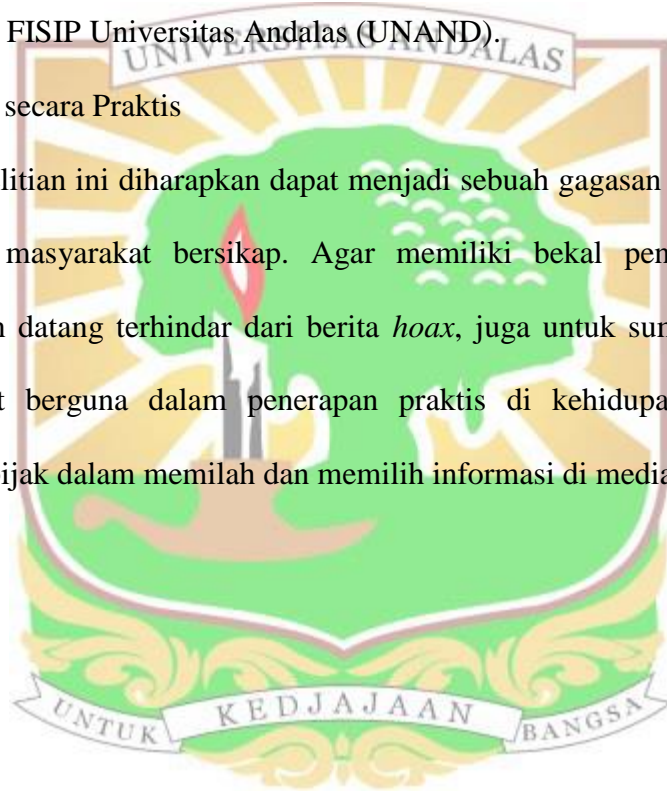 FISIP Universitas Andalas (UNAND).
UNIVERSITAS ANDALAS
secara Praktis
litian ini diharapkan dapat menjadi sebuah gagasan
masyarakat bersikap. Agar memiliki bekal pen
datang terhindar dari berita hoax, juga untuk sun
t berguna dalam penerapan praktis di kehidupa
ijak dalam memilah dan memilih informasi di media
UNTUK KEDJAJAAN BANGSA